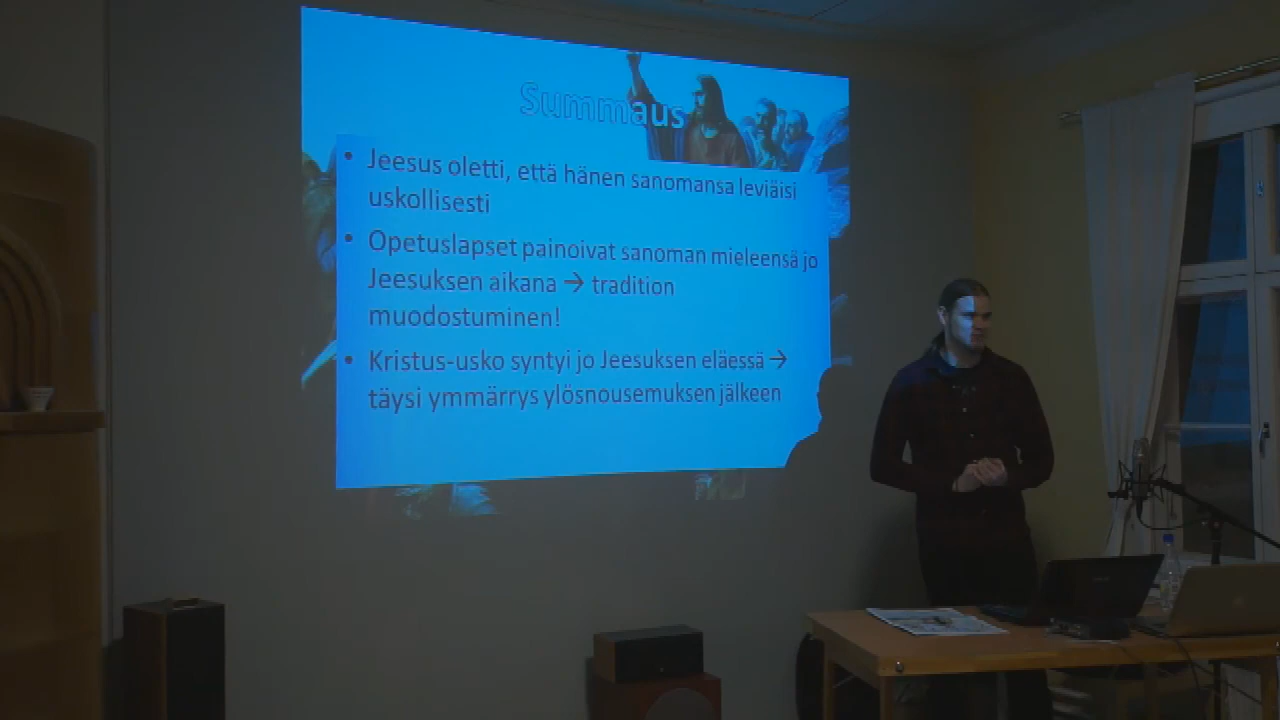 Summaus
• Jeesus oletti, että hänen sanomansa leviäisi
uskollisesti
• Opetuslapset painoivat sanoman mieleensä jo
Jeesuksen aikana → tradition
muodostuminen!
• Kristus-usko syntyi jo Jeesuksen eläessä →
täysi ymmärrys ylösnousemuksen jälkeen